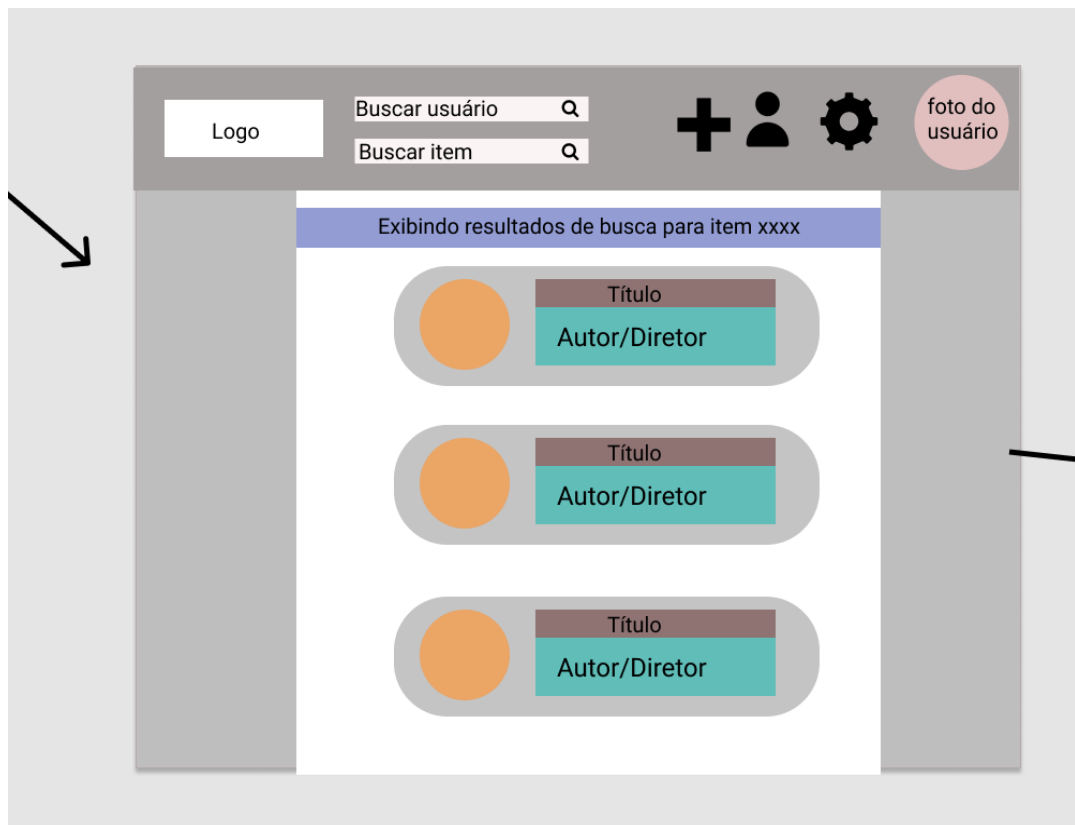 Logo
Buscar usuário
Buscar item
foto do
usuário
Exibindo resultados de busca para item xxxx
Título
Autor/Diretor
Título
Autor/Diretor
Título
Autor/Diretor